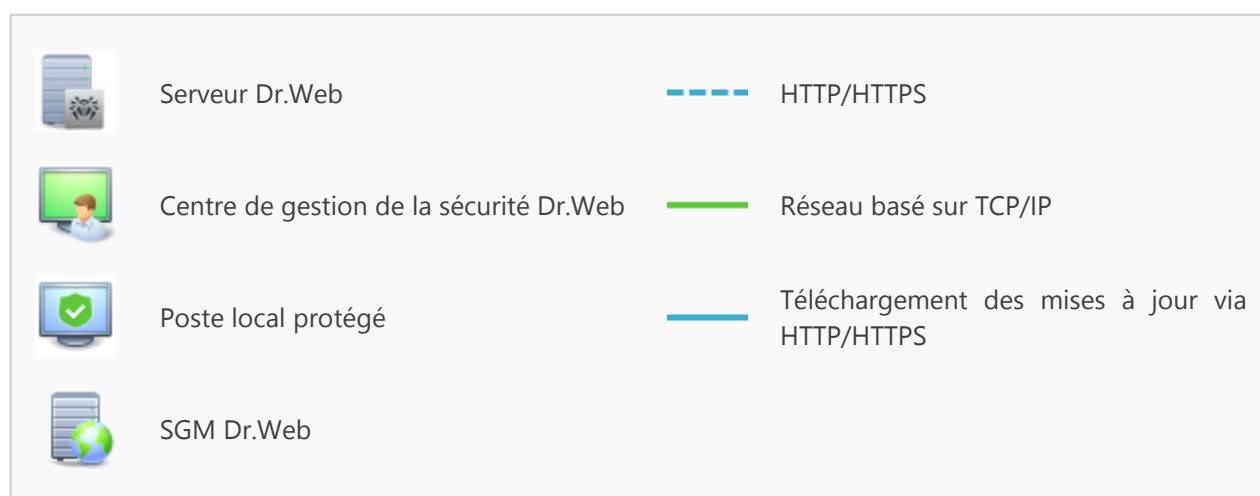 Serveur Dr.Web
HTTP/HTTPS
Centre de gestion de la sécurité Dr.Web
Réseau basé sur TCP/IP
Poste local protégé
Téléchargement des mises à jour via
HTTP/HTTPS
SGM Dr.Web